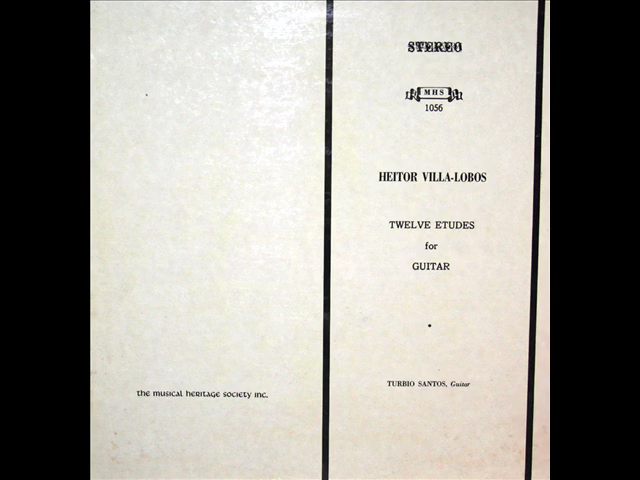 STEREO
MHS
1056
HEITOR VILLA-LOBOS
TWELVE ETUDES
for
GUITAR
TURBIO SANTOS, Guitar
the musical heritage society inc.